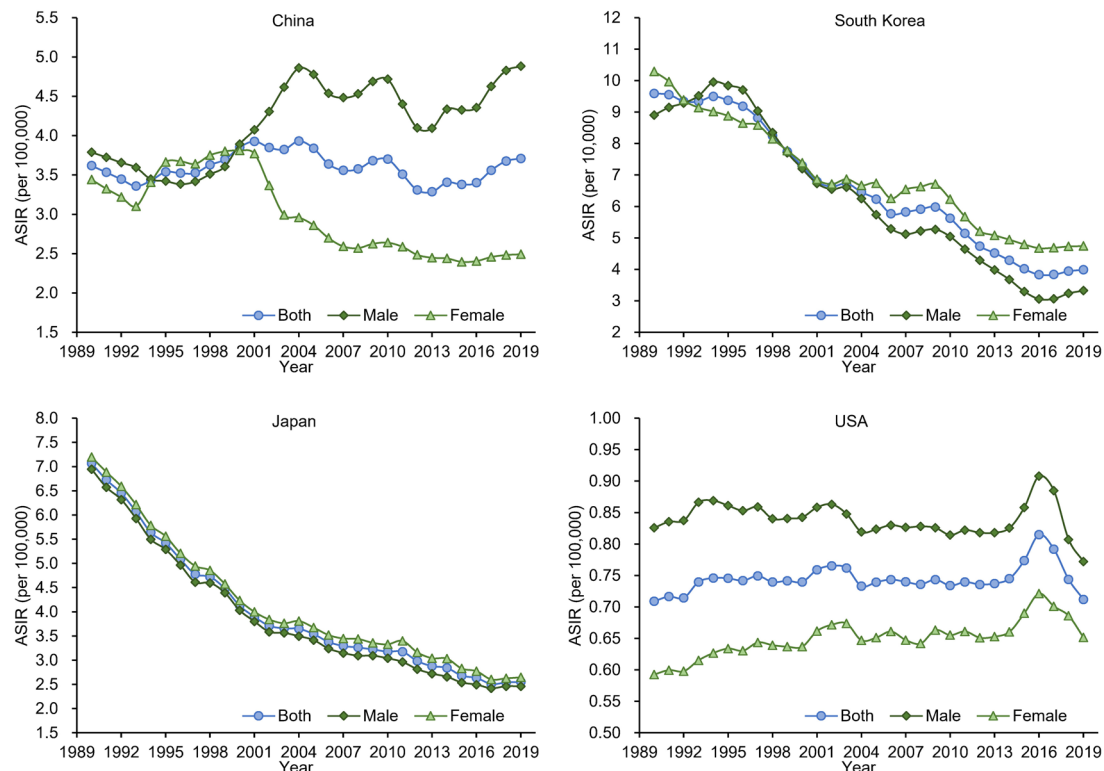 China
ASIR (per 100,000)
5.5
5.0
4.5
4.0
3.5
3.0
2.5
2.0
1.5
Both Male Female
1989 1992 1995 1998 2001 2004 2007 2010 2013 2016 2019
Year
South Korea
ASIR (per 10,000)
12
11
10
9
8
7
6
5
4
3
2
Both Male Female
1989 1992 1995 1998 2001 2004 2007 2010 2013 2016 2019
Year
Japan
ASIR (per 100,000)
8.0
7.5
7.0
6.5
6.0
5.5
5.0
4.5
4.0
3.5
3.0
2.5
2.0
1.5
Both Male Female
1989 1992 1995 1998 2001 2004 2007 2010 2013 2016 2019
Year
USA
ASIR (per 100,000)
1.00
0.95
0.90
0.85
0.80
0.75
0.70
0.65
0.60
0.55
0.50
Both Male Female
1989 1992 1995 1998 2001 2004 2007 2010 2013 2016 2019
Year